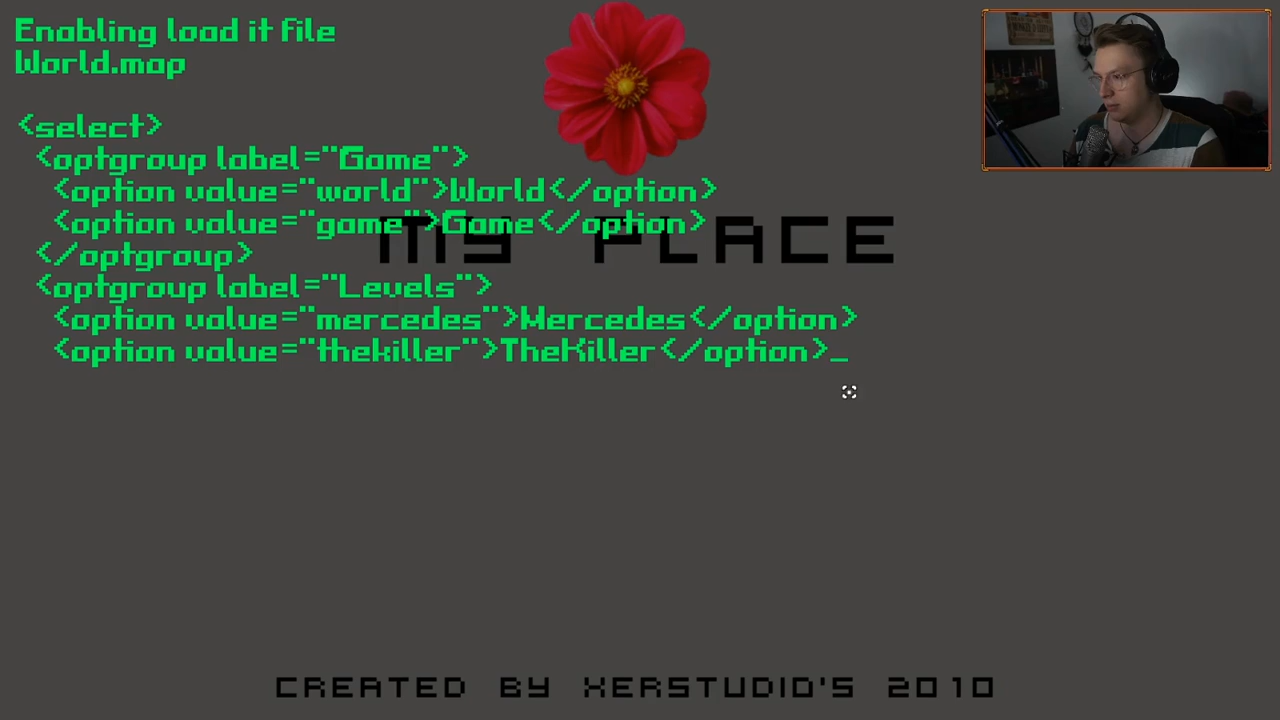 Enabling load it file
World.map
<select>
<optgroup label="Game">
<option value="world">World</option>
<option value="game">Game</option>
</optgroup>
<optgroup label="Levels">
<option value="mercedes">Mercedes</option>
<option value="thekiller">TheKiller</option>_
MY PLACE
CREATED BY XERSTUDIO'S 2010